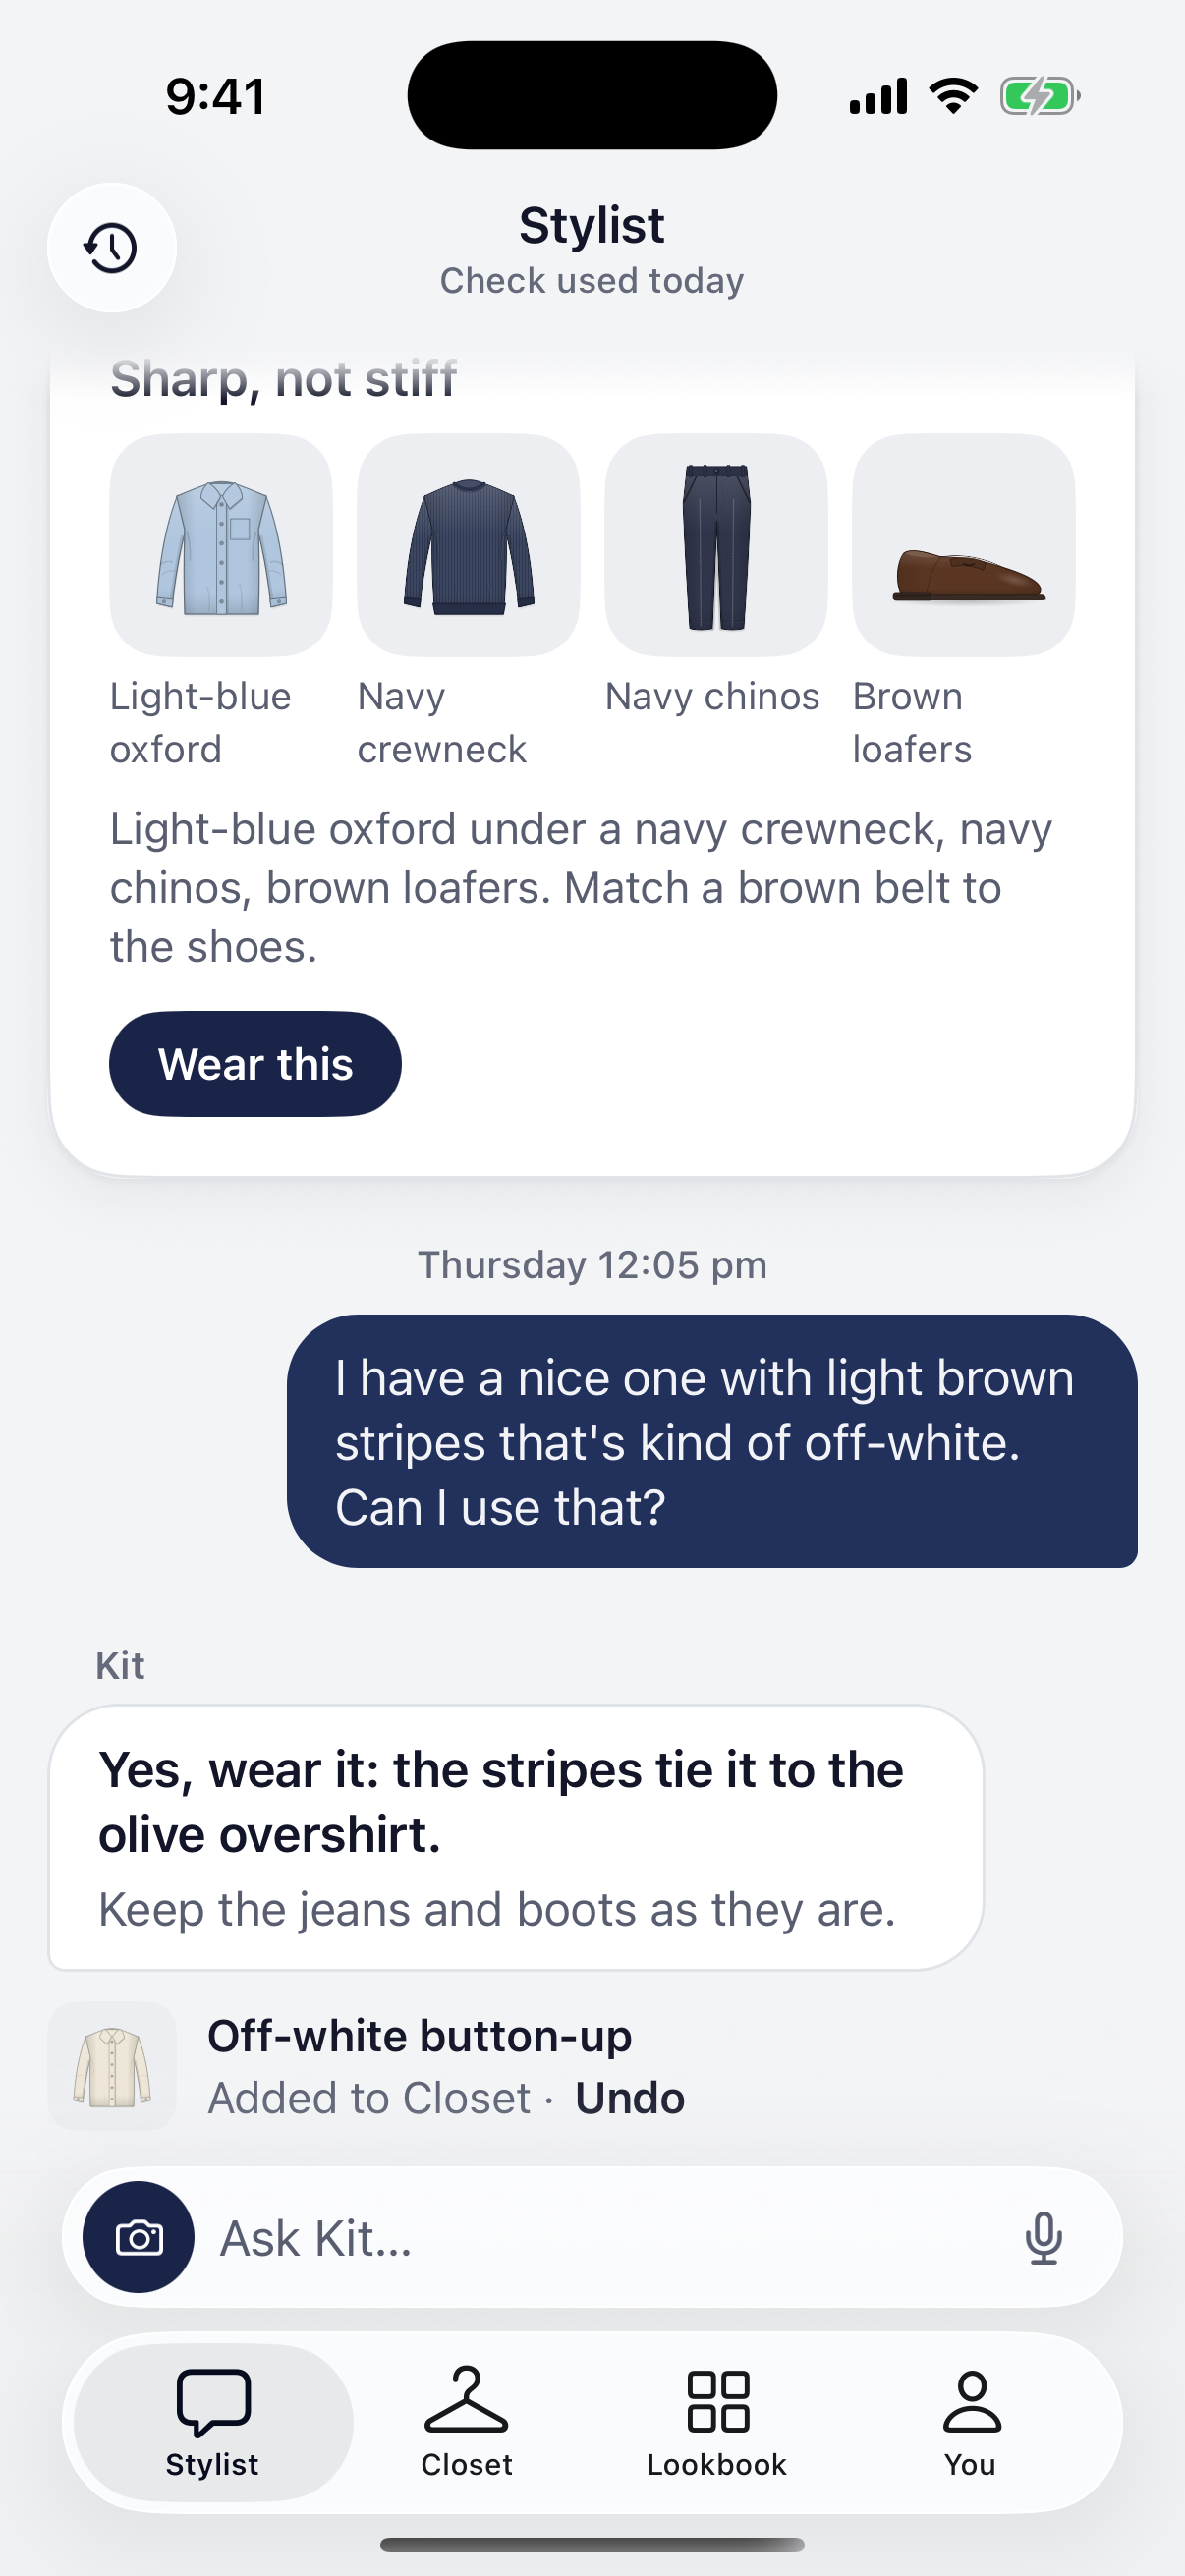 9:41
Stylist
Check used today
Sharp, not stiff
Light-blue
oxford
Navy
crewneck
Navy chinos
Brown
loafers
Light-blue oxford under a navy crewneck, navy
chinos, brown loafers. Match a brown belt to
the shoes.
Wear this
Thursday 12:05 pm
I have a nice one with light brown
stripes that's kind of off-white.
Can I use that?
Kit
Yes, wear it: the stripes tie it to the
olive overshirt.
Keep the jeans and boots as they are.
Off-white button-up
Added to Closet · Undo
Ask Kit...
Stylist
Closet
Lookbook
You